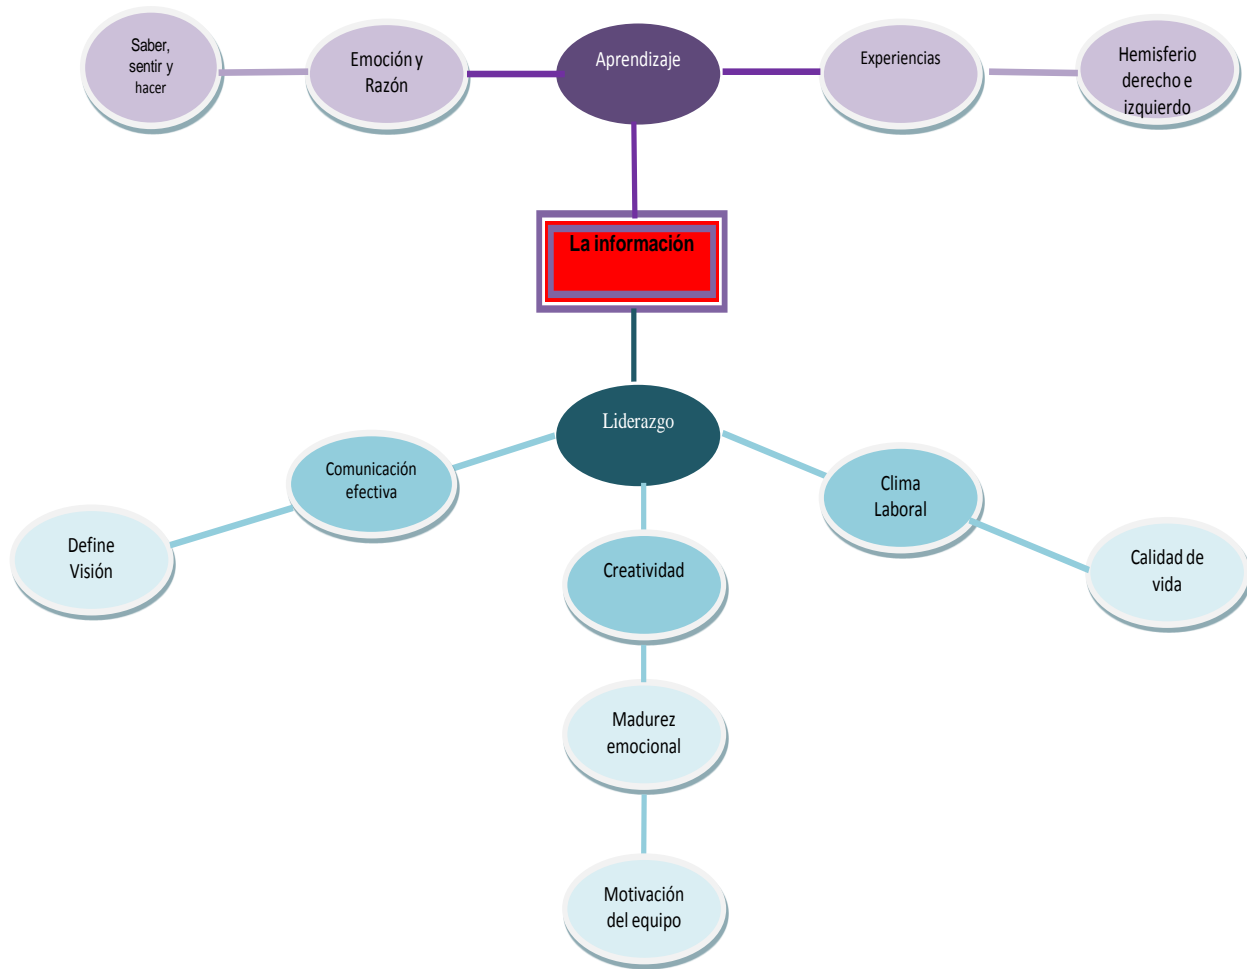 Saber,
sentir y
hacer
Emoción y
Razón
Aprendizaje
Experiencias
Hemisferio
derecho e
izquierdo
La información
Liderazgo
Comunicación
efectiva
Clima
Laboral
Define
Visión
Creatividad
Calidad de
vida
Madurez
emocional
Motivación
del equipo